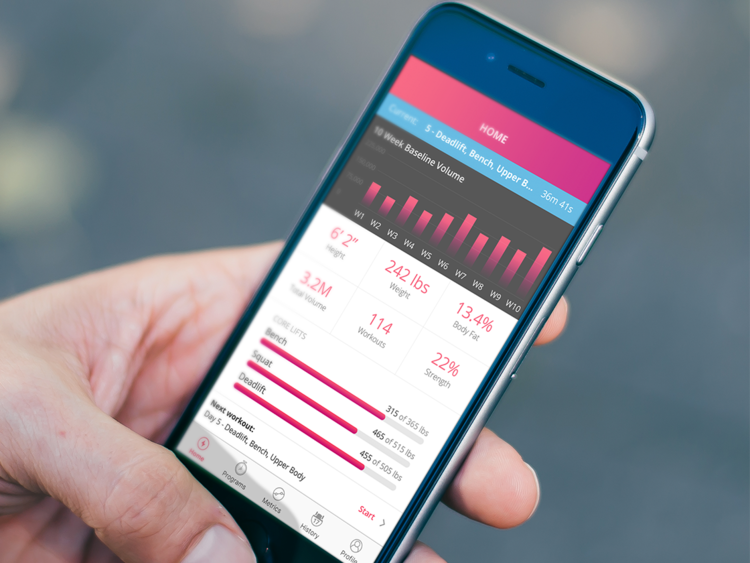 HOME
Current: 5 - Deadlift, Bench, Upper B... 36m 41s
10 Week Baseline Volume
W1 W2 W3 W4 W5 W6 W7 W8 W9 W10
6' 2" 242 lbs 13.4%
Height Weight Body Fat
3.2M 114 22%
Total Volume Workouts Strength
CORE LIFTS
Bench 315 of 365 lbs
Squat 465 of 515 lbs
Deadlift 455 of 505 lbs
Next workout:
Day 5 - Deadlift, Bench, Upper Body Start
Home Programs Metrics History Profile